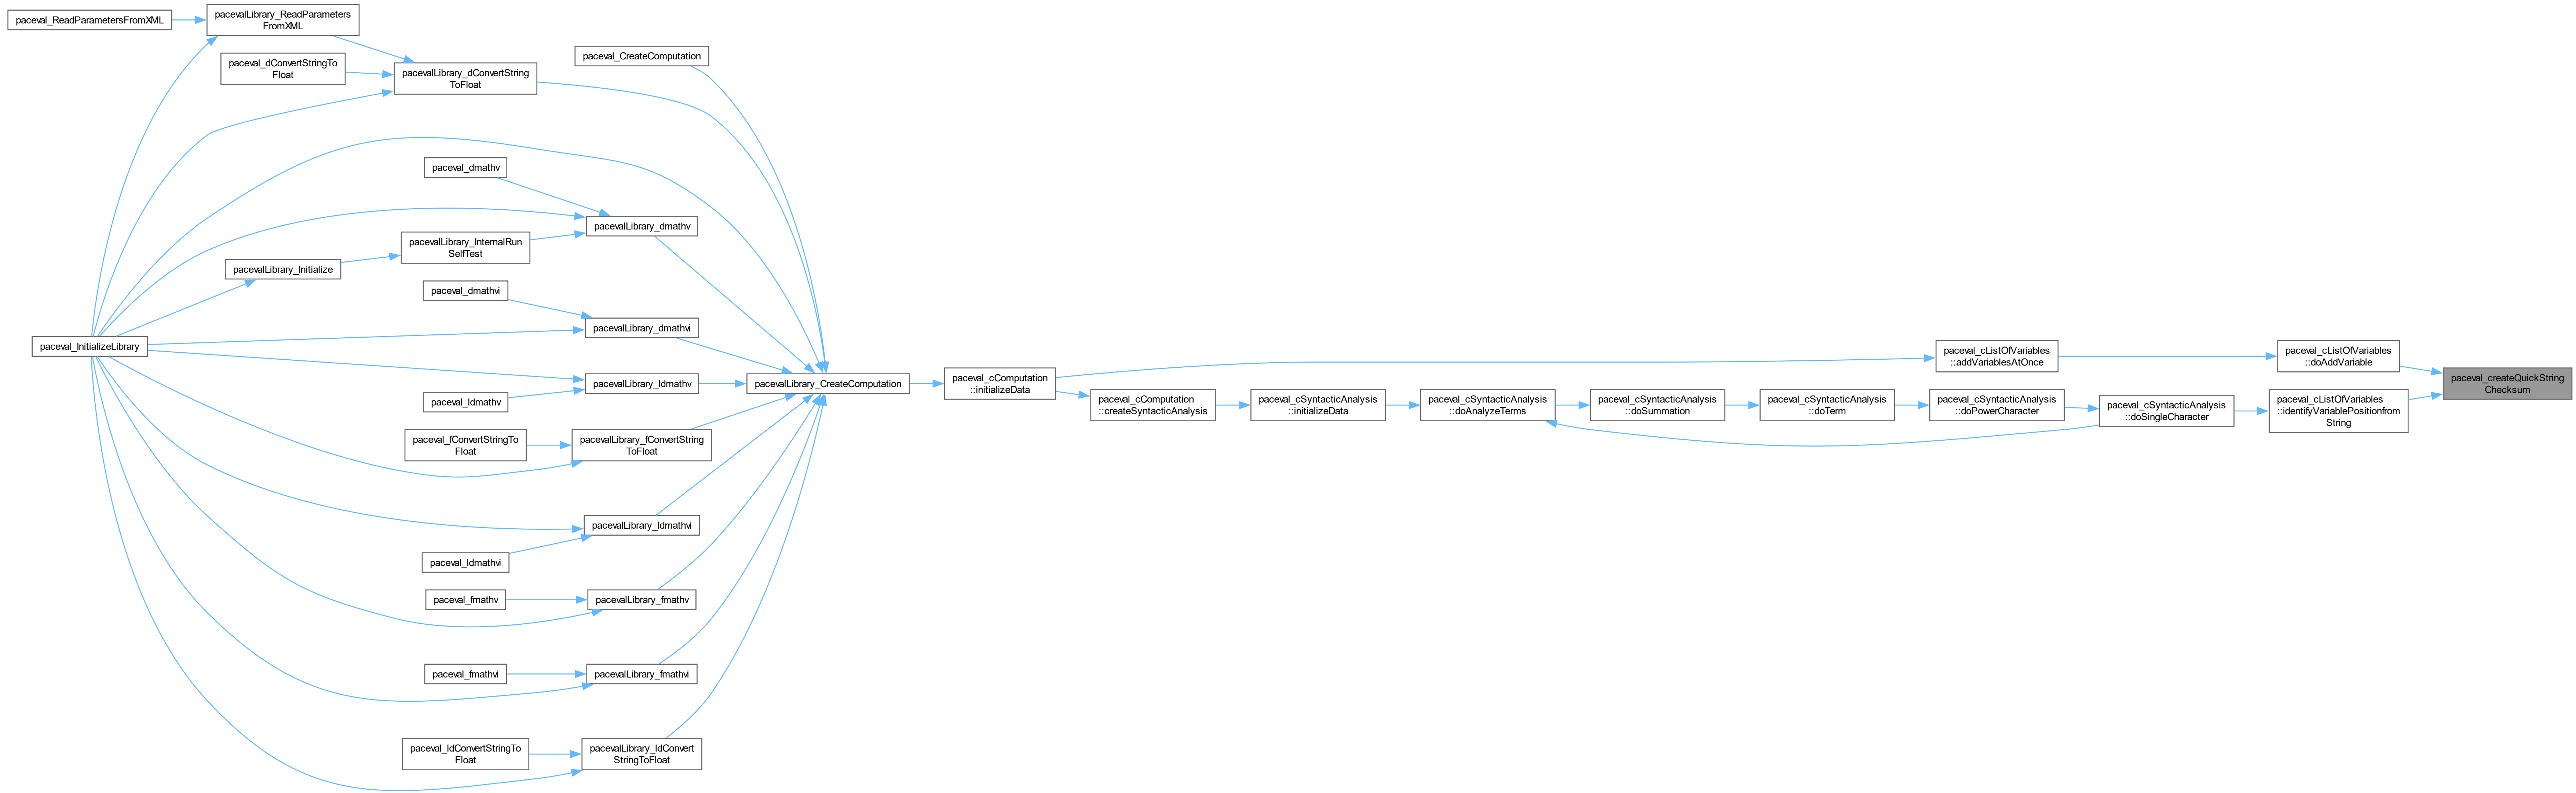 paceval_ReadParametersFromXML
pacevalLibrary_ReadParameters
FromXML
paceval_dConvertStringTo
Float
pacevalLibrary_dConvertString
ToFloat
paceval_CreateComputation
paceval_dmathv
pacevalLibrary_dmathv
pacevalLibrary_InternalRun
SelfTest
pacevalLibrary_Initialize
paceval_dmathvi
pacevalLibrary_dmathvi
paceval_InitializeLibrary
pacevalLibrary_ldmathv
paceval_ldmathv
paceval_fConvertStringTo
Float
pacevalLibrary_fConvertString
ToFloat
pacevalLibrary_ldmathvi
paceval_ldmathvi
paceval_fmathv
pacevalLibrary_fmathv
paceval_fmathvi
pacevalLibrary_fmathvi
paceval_ldConvertStringTo
Float
pacevalLibrary_ldConvert
StringToFloat
pacevalLibrary_CreateComputation
paceval_cComputation
::initializeData
paceval_cComputation
::createSyntacticAnalysis
paceval_cSyntacticAnalysis
::initializeData
paceval_cSyntacticAnalysis
::doAnalyzeTerms
paceval_cSyntacticAnalysis
::doSummation
paceval_cSyntacticAnalysis
::doTerm
paceval_cSyntacticAnalysis
::doPowerCharacter
paceval_cSyntacticAnalysis
::doSingleCharacter
paceval_cListOfVariables
::addVariablesAtOnce
paceval_cListOfVariables
::doAddVariable
paceval_cListOfVariables
::identifyVariablePositionfrom
String
paceval_createQuickString
Checksum